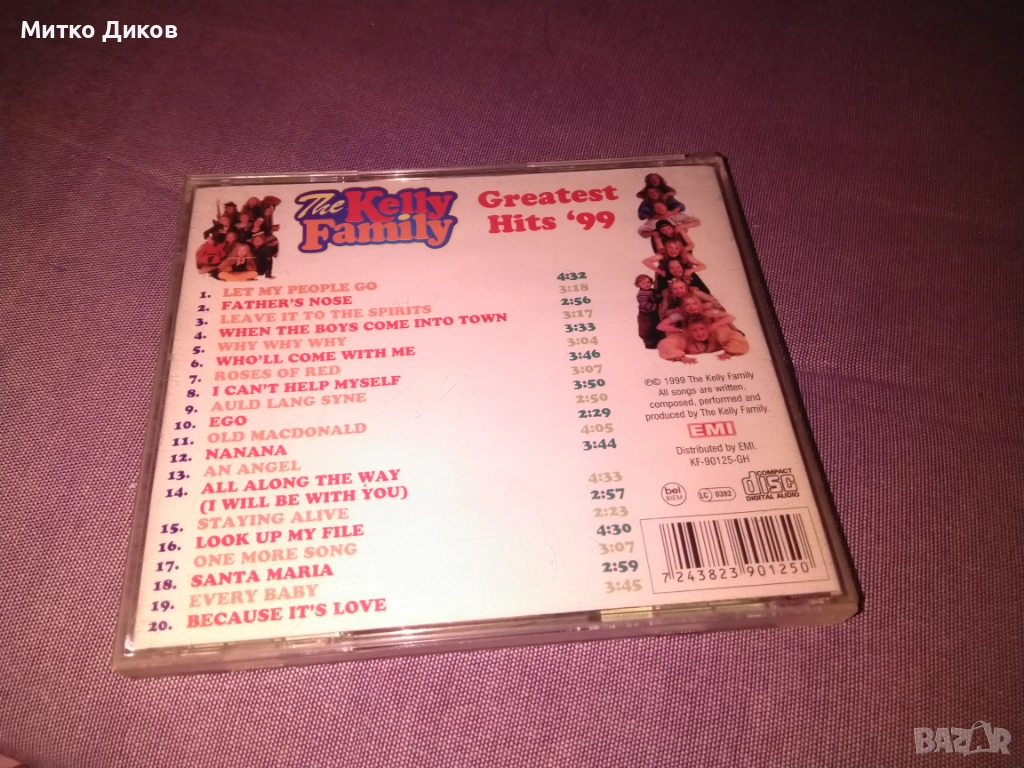 Митко Диков
The Kelly Family
Greatest Hits '99
1. LET MY PEOPLE GO 4:32
2. FATHER'S NOSE 3:18
3. LEAVE IT TO THE SPIRITS 2:56
4. WHEN THE BOYS COME INTO TOWN 3:17
5. WHY WHY WHY 3:33
6. WHO'LL COME WITH ME 3:04
7. ROSES OF RED 3:46
8. I CAN'T HELP MYSELF 3:07
9. AULD LANG SYNE 3:50
10. EGO 2:50
11. OLD MACDONALD 2:29
12. NANANA 4:05
13. AN ANGEL 3:44
14. ALL ALONG THE WAY
(I WILL BE WITH YOU) 4:33
15. STAYING ALIVE 2:57
16. LOOK UP MY FILE 2:23
17. ONE MORE SONG 4:30
18. SANTA MARIA 3:07
19. EVERY BABY 2:59
20. BECAUSE IT'S LOVE 3:45
℗© 1999 The Kelly Family
All songs are written,
composed, performed and
produced by The Kelly Family.
EMI
Distributed by EMI.
KF-90125-GH
bel
BIEM
LC 0392
COMPACT
disc
DIGITAL AUDIO
7 243823 901250
BAZAR